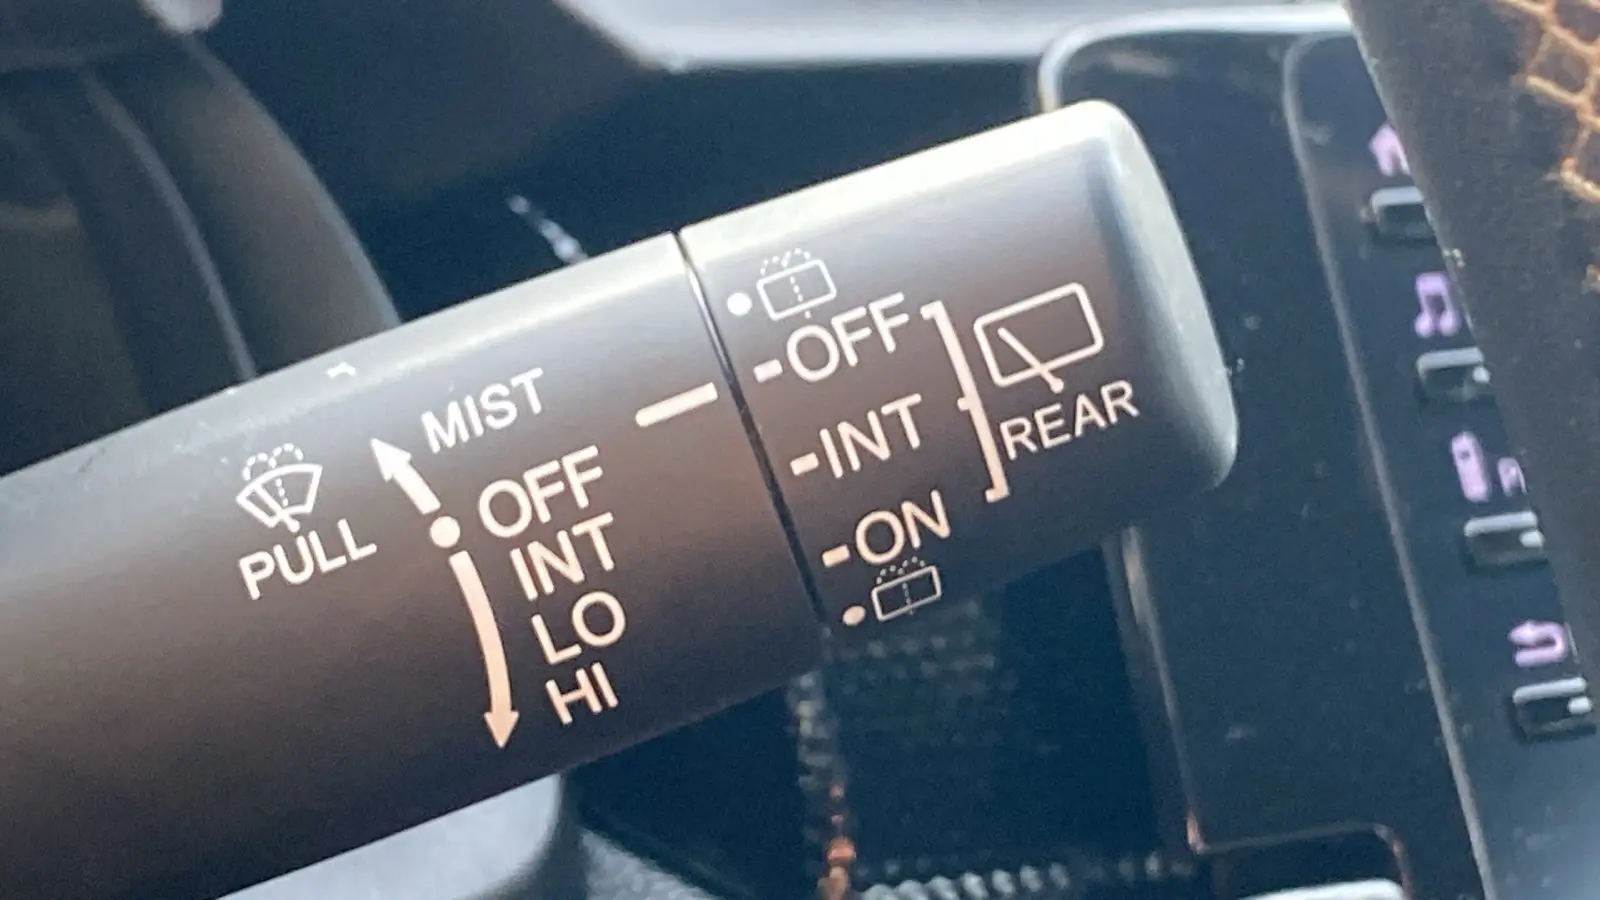 MIST
OFF
INT
LO
HI
PULL
OFF
INT
ON
REAR